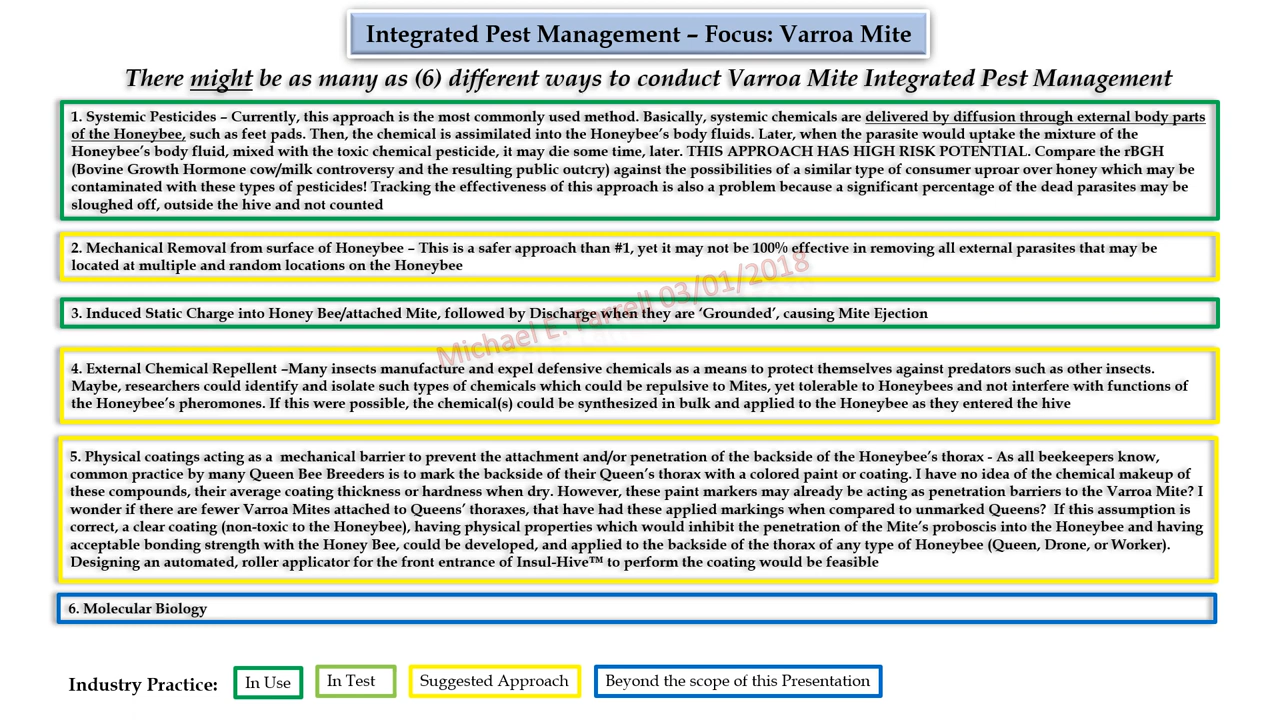 Integrated Pest Management – Focus: Varroa Mite
There might be as many as (6) different ways to conduct Varroa Mite Integrated Pest Management
1. Systemic Pesticides – Currently, this approach is the most commonly used method. Basically, systemic chemicals are delivered by diffusion through external body parts
of the Honeybee, such as feet pads. Then, the chemical is assimilated into the Honeybee's body fluids. Later, when the parasite would uptake the mixture of the
Honeybee's body fluid, mixed with the toxic chemical pesticide, it may die some time, later. THIS APPROACH HAS HIGH RISK POTENTIAL. Compare the rBGH
(Bovine Growth Hormone cow/milk controversy and the resulting public outcry) against the possibilities of a similar type of consumer uproar over honey which may be
contaminated with these types of pesticides! Tracking the effectiveness of this approach is also a problem because a significant percentage of the dead parasites may be
sloughed off, outside the hive and not counted
2. Mechanical Removal from surface of Honeybee – This is a safer approach than #1, yet it may not be 100% effective in removing all external parasites that may be
located at multiple and random locations on the Honeybee
3. Induced Static Charge into Honey Bee/attached Mite, followed by Discharge when they are 'Grounded', causing Mite Ejection
Michael E. Farrell 03/01/2018
4. External Chemical Repellent –Many insects manufacture and expel defensive chemicals as a means to protect themselves against predators such as other insects.
Maybe, researchers could identify and isolate such types of chemicals which could be repulsive to Mites, yet tolerable to Honeybees and not interfere with functions of
the Honeybee's pheromones. If this were possible, the chemical(s) could be synthesized in bulk and applied to the Honeybee as they entered the hive
5. Physical coatings acting as a mechanical barrier to prevent the attachment and/or penetration of the backside of the Honeybee's thorax - As all beekeepers know,
common practice by many Queen Bee Breeders is to mark the backside of their Queen's thorax with a colored paint or coating. I have no idea of the chemical makeup of
these compounds, their average coating thickness or hardness when dry. However, these paint markers may already be acting as penetration barriers to the Varroa Mite? I
wonder if there are fewer Varroa Mites attached to Queens' thoraxes, that have had these applied markings when compared to unmarked Queens? If this assumption is
correct, a clear coating (non-toxic to the Honeybee), having physical properties which would inhibit the penetration of the Mite's proboscis into the Honeybee and having
acceptable bonding strength with the Honey Bee, could be developed, and applied to the backside of the thorax of any type of Honeybee (Queen, Drone, or Worker).
Designing an automated, roller applicator for the front entrance of Insul-Hive™ to perform the coating would be feasible
6. Molecular Biology
Industry Practice: In Use In Test Suggested Approach Beyond the scope of this Presentation